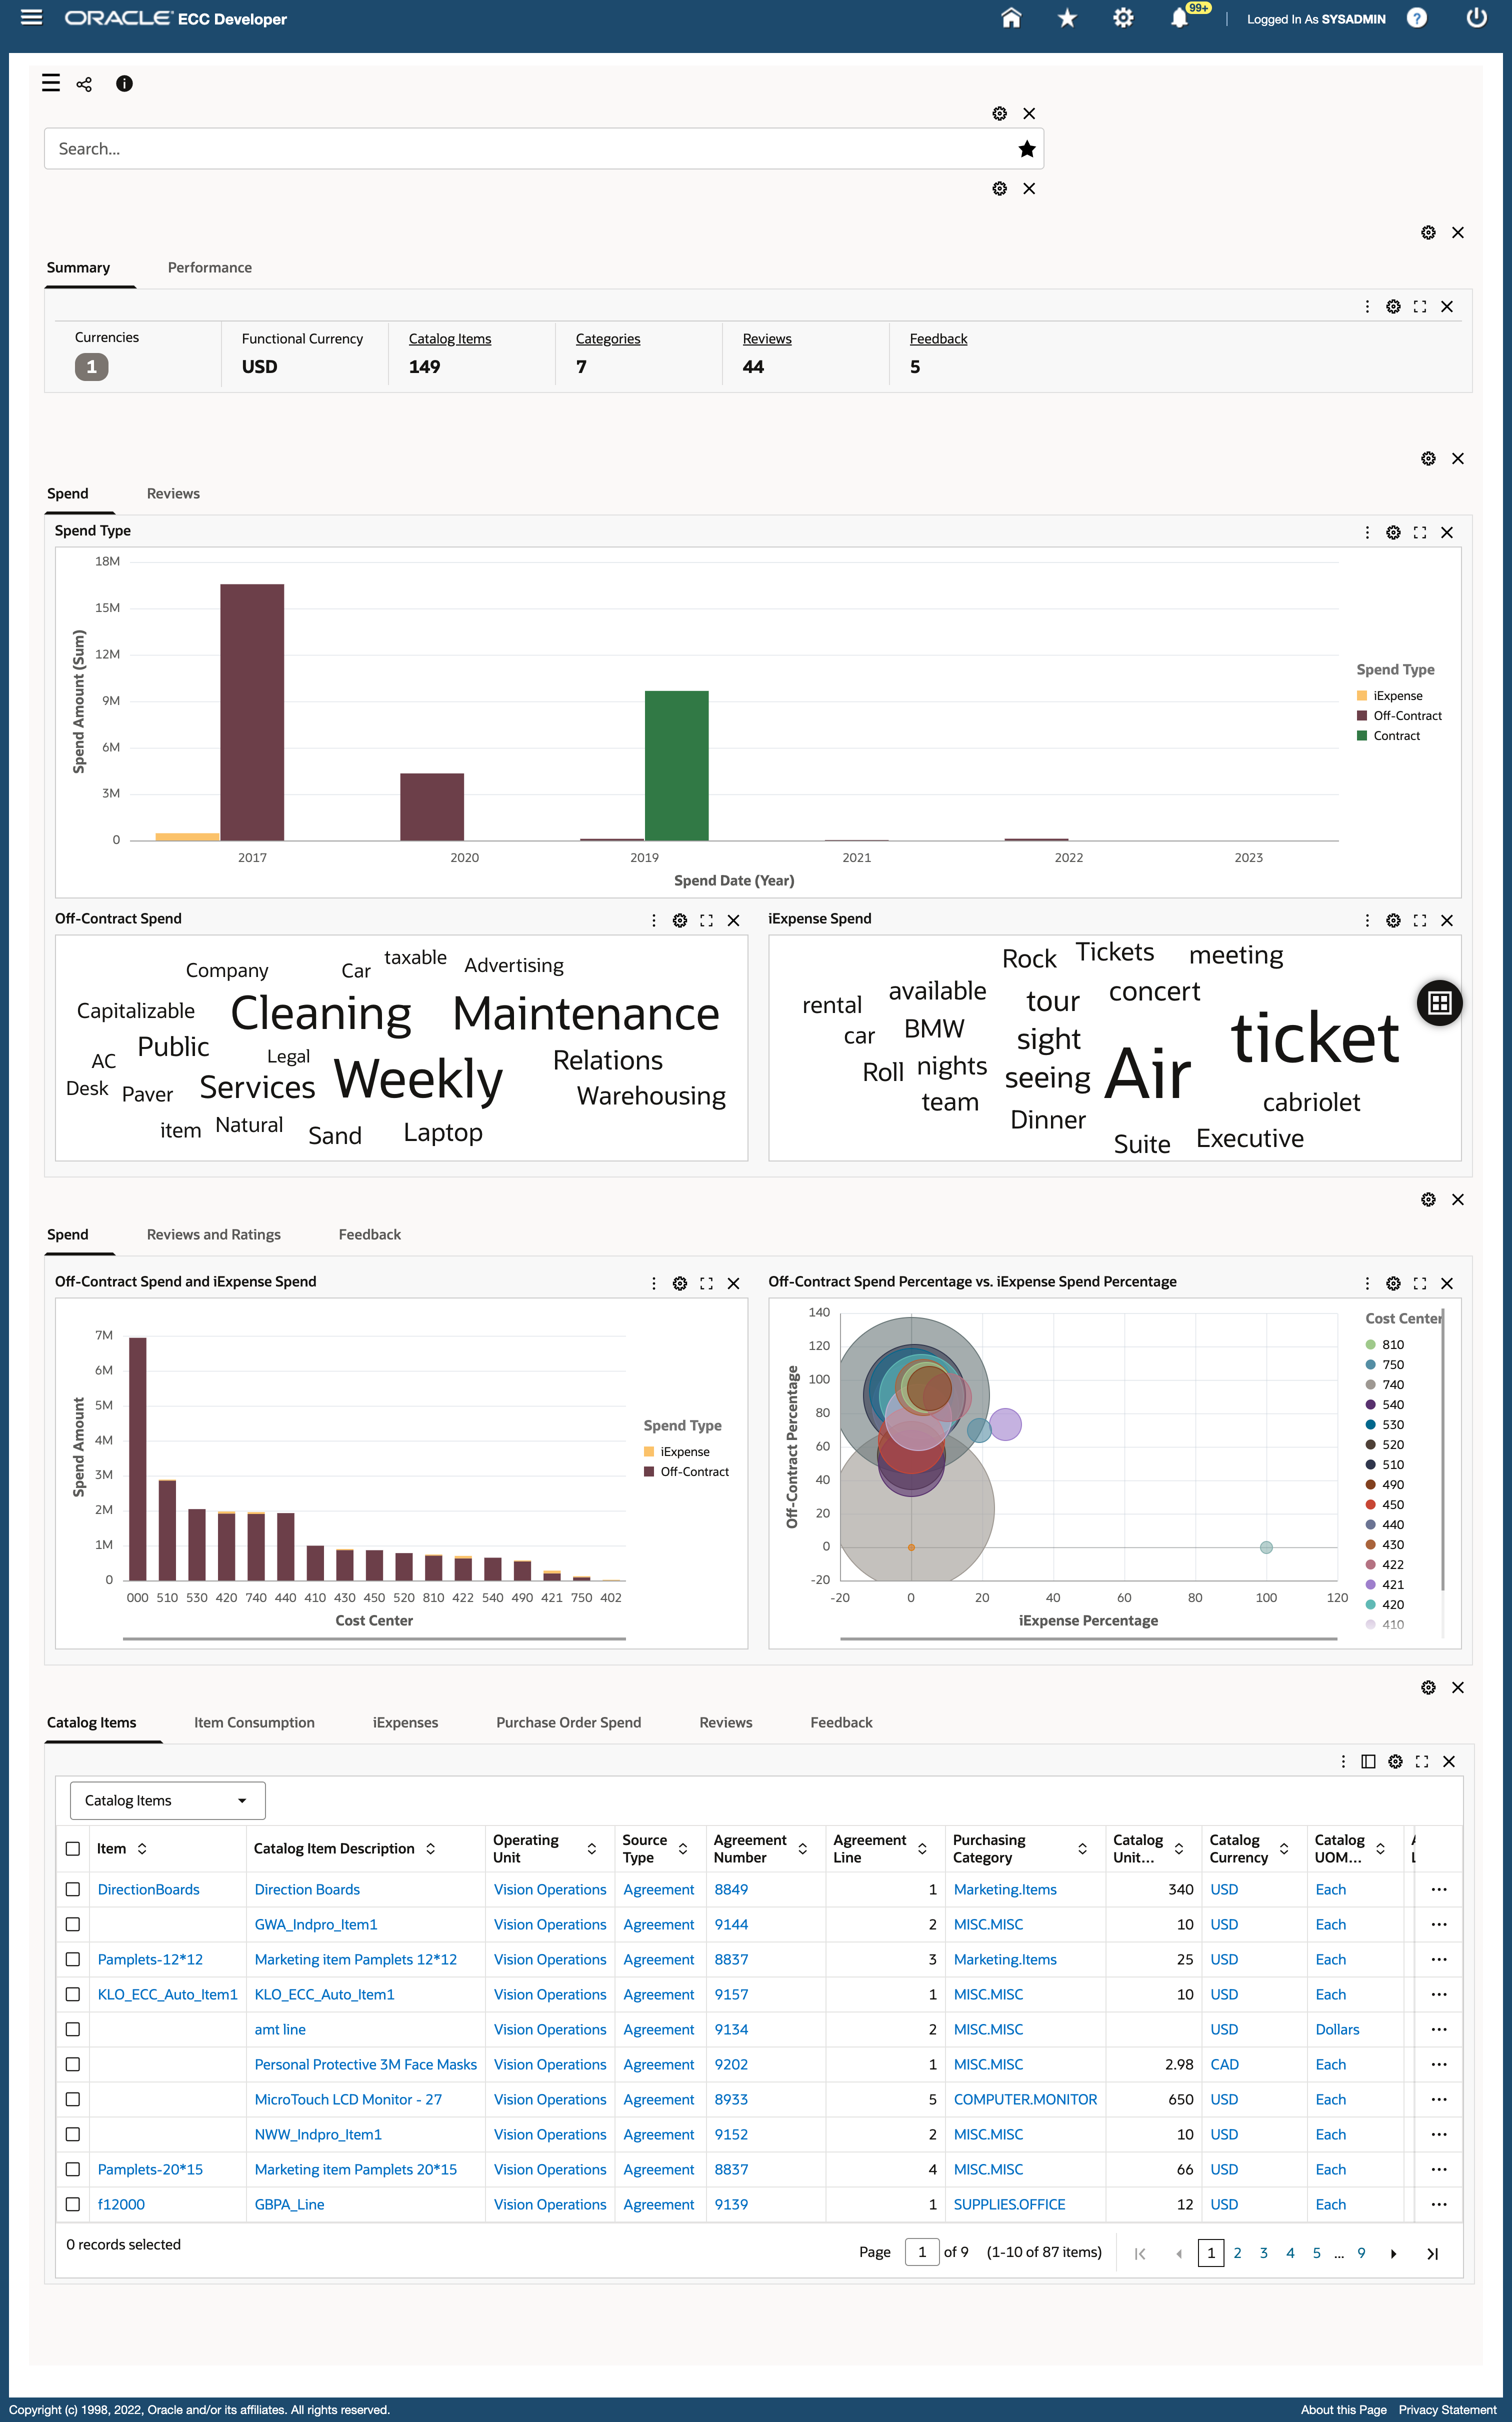 ORACLE ECC Developer
99+
Logged In As SYSADMIN
?
Search...
Summary Performance
Currencies Functional Currency Catalog Items Categories Reviews Feedback
1 USD 149 7 44 5
Spend Reviews
Spend Type
18M
15M
12M
9M
6M
3M
0
Spend Amount (Sum)
2017 2020 2019 2021 2022 2023
Spend Date (Year)
Spend Type
iExpense
Off-Contract
Contract
Off-Contract Spend
Company Car taxable Advertising
Capitalizable Cleaning Maintenance
Public Legal Relations
AC
Desk Paver Services Weekly Warehousing
item Natural Sand Laptop
iExpense Spend
Rock Tickets meeting
rental available tour concert
car BMW sight ticket
Roll nights seeing Air
team Dinner cabriolet
Suite Executive
Spend Reviews and Ratings Feedback
Off-Contract Spend and iExpense Spend
7M
6M
5M
4M
3M
2M
1M
0
Spend Amount
000 510 530 420 740 440 410 430 450 520 810 422 540 490 421 750 402
Cost Center
Spend Type
iExpense
Off-Contract
Off-Contract Spend Percentage vs. iExpense Spend Percentage
140
120
100
80
60
40
20
0
-20
Off-Contract Percentage
-20 0 20 40 60 80 100 120
iExpense Percentage
Cost Center
810
750
740
540
530
520
510
490
450
440
430
422
421
420
410
Catalog Items Item Consumption iExpenses Purchase Order Spend Reviews Feedback
Catalog Items
Item Catalog Item Description Operating Unit Source Type Agreement Number Agreement Line Purchasing Category Catalog Unit... Catalog Currency Catalog UOM...
DirectionBoards Direction Boards Vision Operations Agreement 8849 1 Marketing.Items 340 USD Each ...
GWA_Indpro_Item1 Vision Operations Agreement 9144 2 MISC.MISC 10 USD Each ...
Pamplets-12*12 Marketing item Pamplets 12*12 Vision Operations Agreement 8837 3 Marketing.Items 25 USD Each ...
KLO_ECC_Auto_Item1 KLO_ECC_Auto_Item1 Vision Operations Agreement 9157 1 MISC.MISC 10 USD Each ...
amt line Vision Operations Agreement 9134 2 MISC.MISC USD Dollars ...
Personal Protective 3M Face Masks Vision Operations Agreement 9202 1 MISC.MISC 2.98 CAD Each ...
MicroTouch LCD Monitor - 27 Vision Operations Agreement 8933 5 COMPUTER.MONITOR 650 USD Each ...
NWW_Indpro_Item1 Vision Operations Agreement 9152 2 MISC.MISC 10 USD Each ...
Pamplets-20*15 Marketing item Pamplets 20*15 Vision Operations Agreement 8837 4 MISC.MISC 66 USD Each ...
f12000 GBPA_Line Vision Operations Agreement 9139 1 SUPPLIES.OFFICE 12 USD Each ...
0 records selected
Page 1 of 9 (1-10 of 87 items) 1 2 3 4 5 ... 9
Copyright (c) 1998, 2022, Oracle and/or its affiliates. All rights reserved.
About this Page Privacy Statement